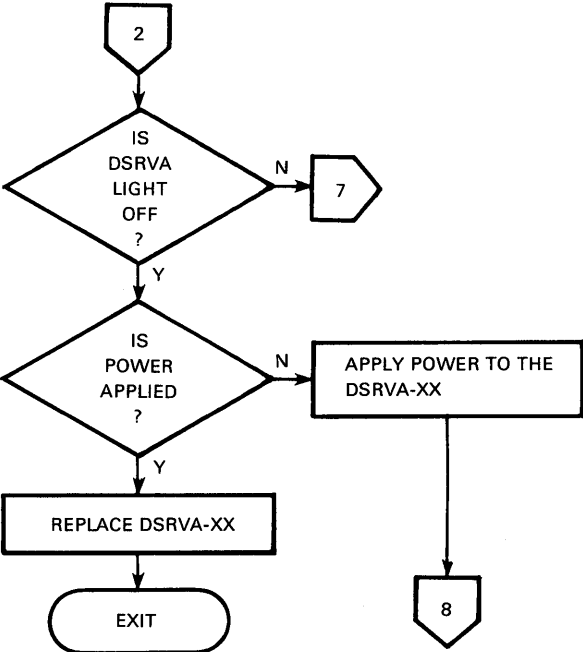 2
IS
DSRVA
LIGHT
OFF
?
N
7
Y
IS
POWER
APPLIED
?
N
APPLY POWER TO THE
DSRVA-XX
Y
REPLACE DSRVA-XX
EXIT
8